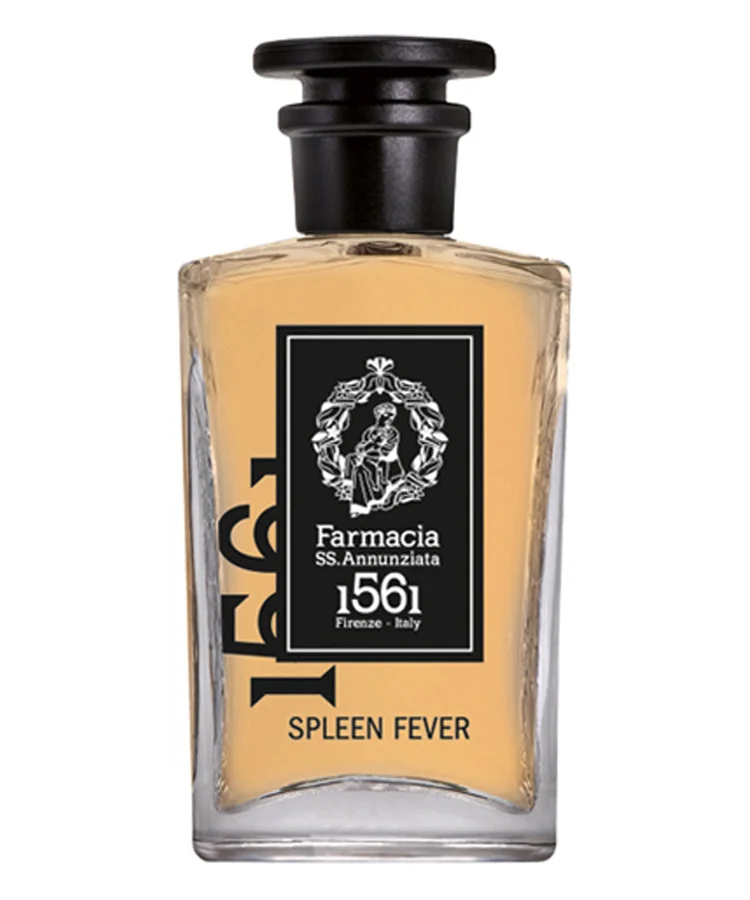 Farmacia
SS.Annunziata
1561
Firenze - Italy
1561
SPLEEN FEVER